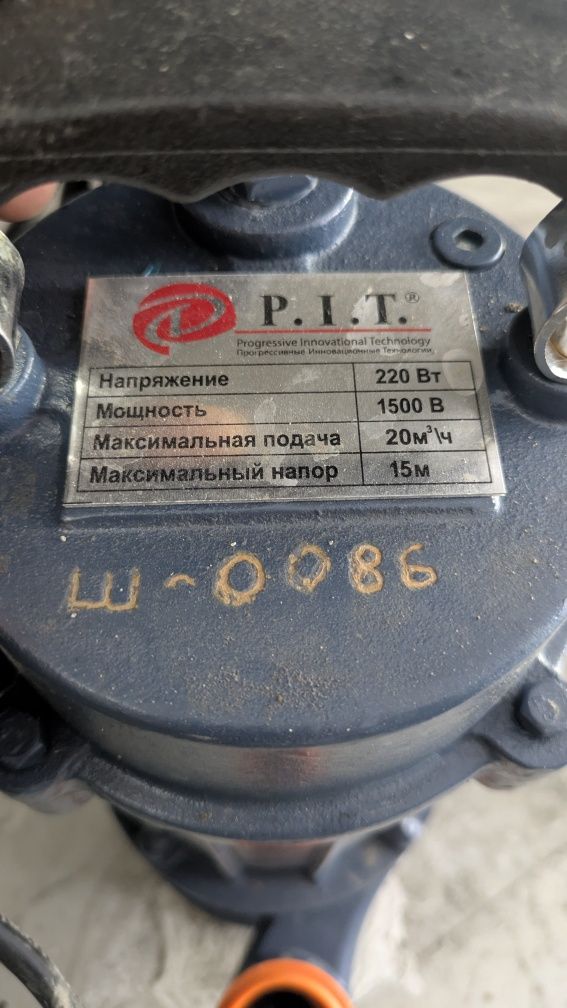 P.I.T.®
Progressive Innovational Technology
Прогрессивные Инновационные Технологии
Напряжение 220 Вт
Мощность 1500 В
Максимальная подача 20м³\ч
Максимальный напор 15м
Ш-0086